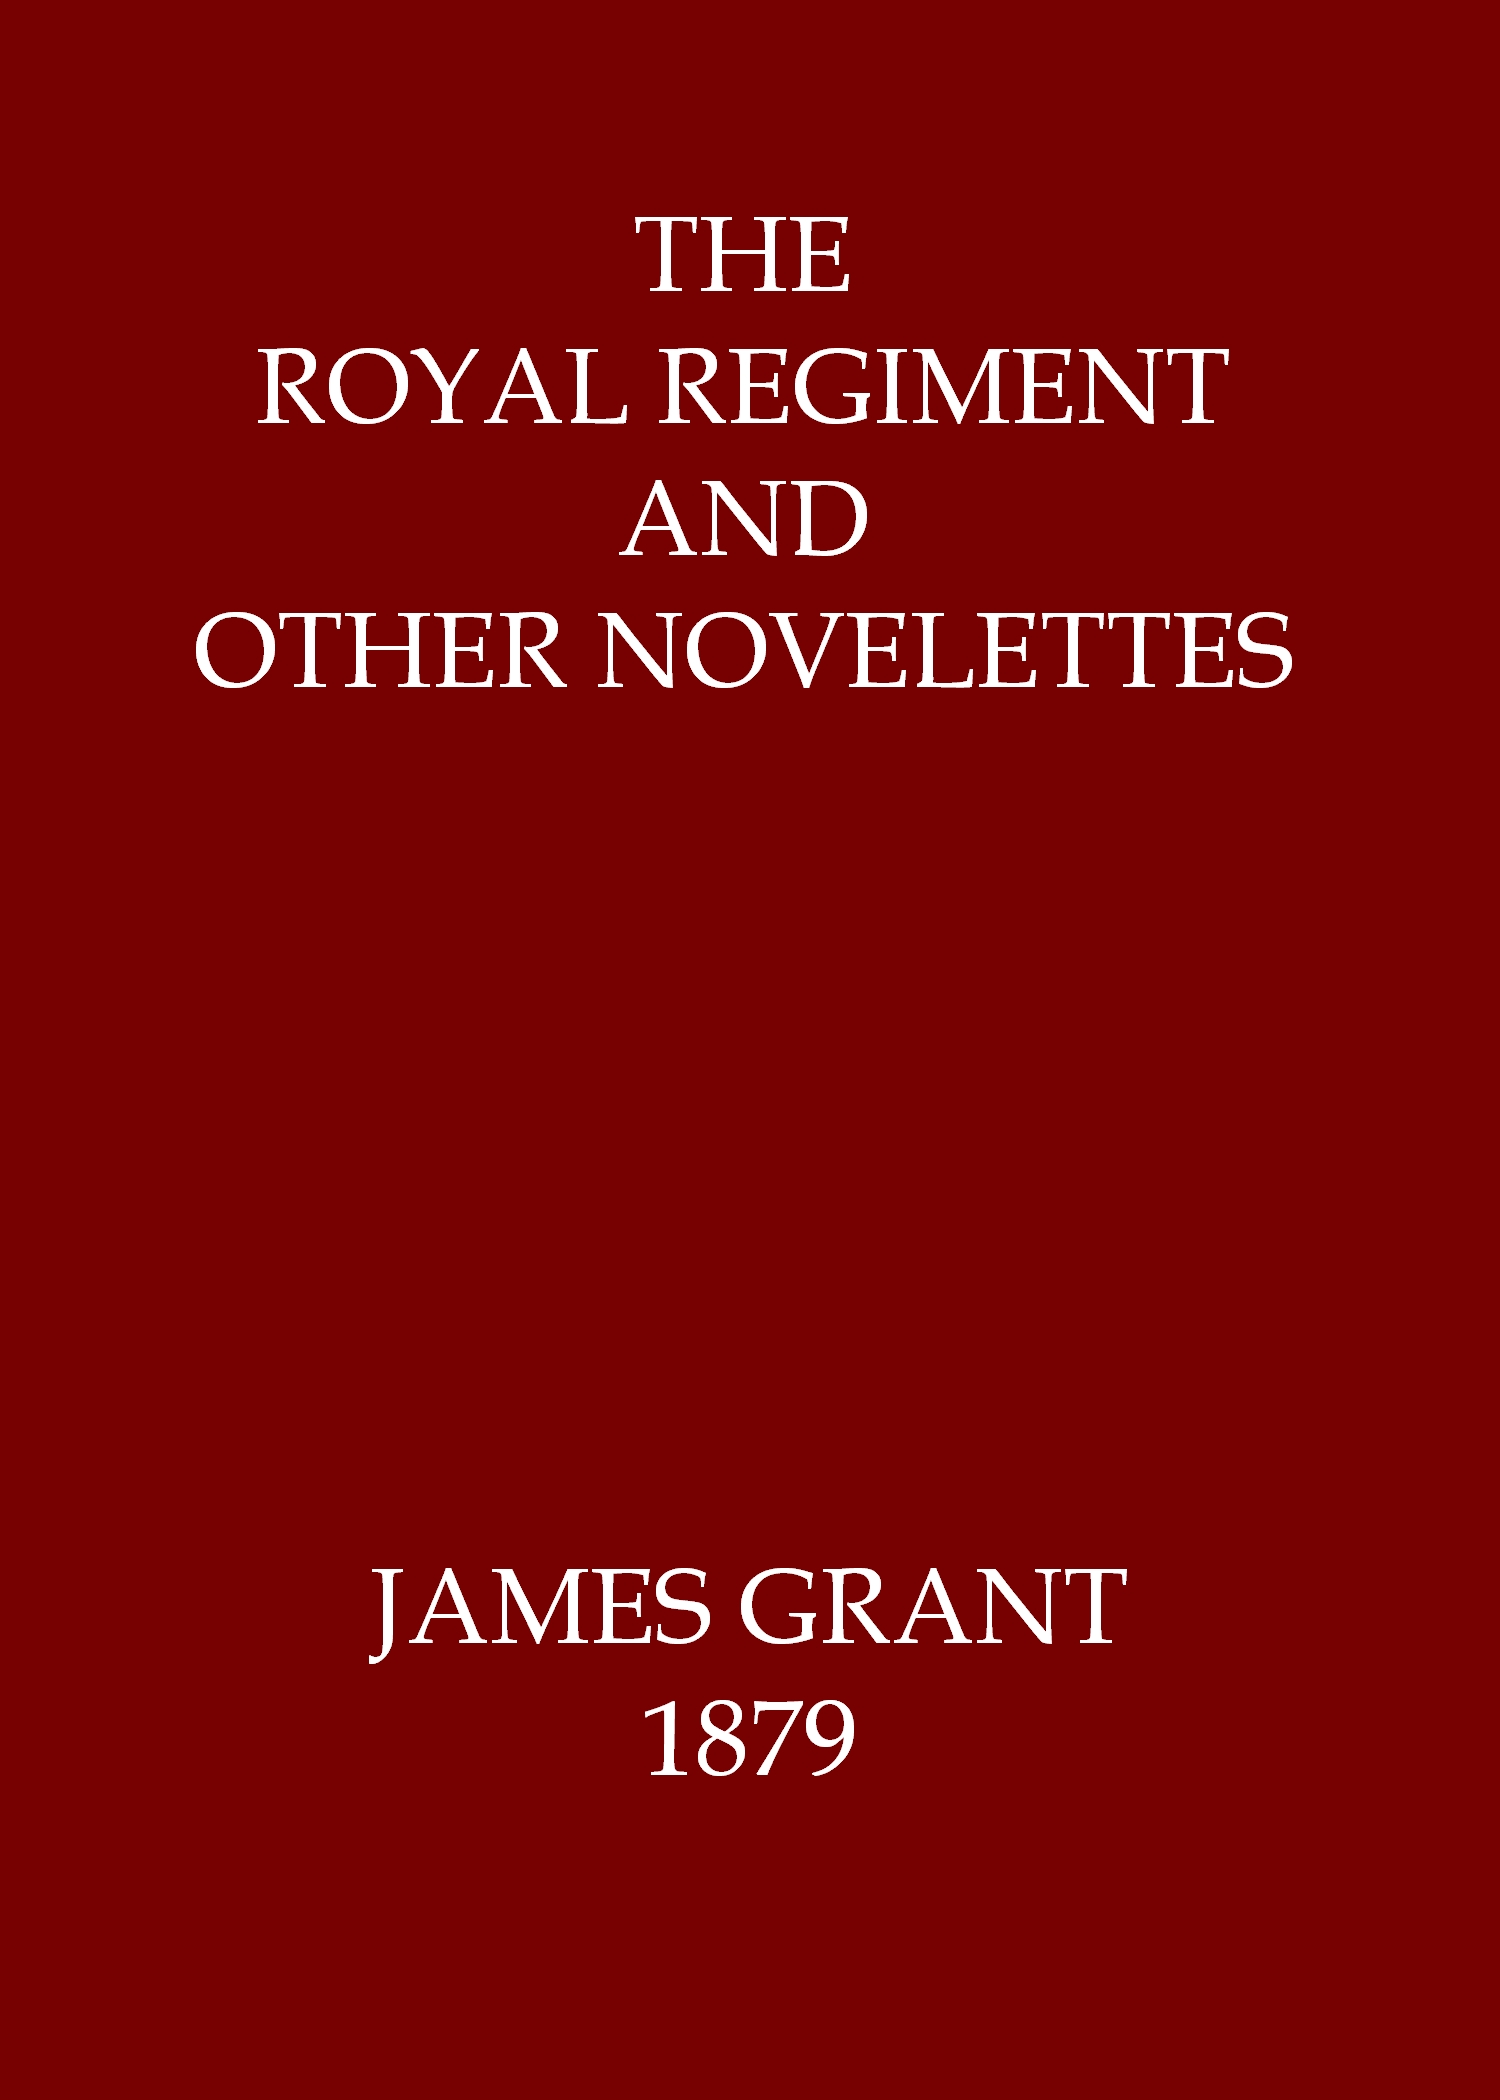 THE
ROYAL REGIMENT
AND
OTHER NOVELETTES
JAMES GRANT
1879